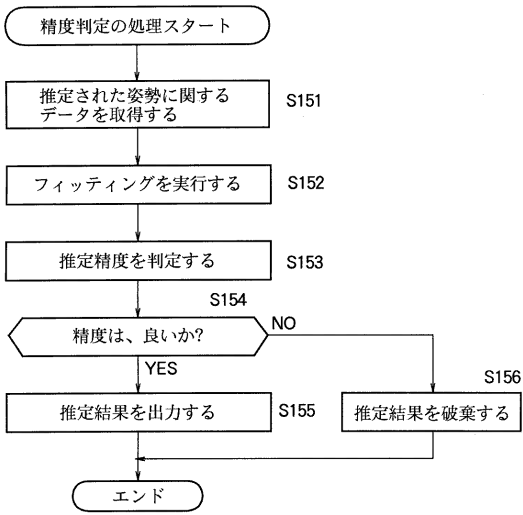 精度判定の処理スタート
推定された姿勢に関する
データを取得する
S151
フィッティングを実行する
S152
推定精度を判定する
S153
S154
精度は、良いか?
NO
YES
S156
推定結果を出力する
S155
推定結果を破棄する
エンド